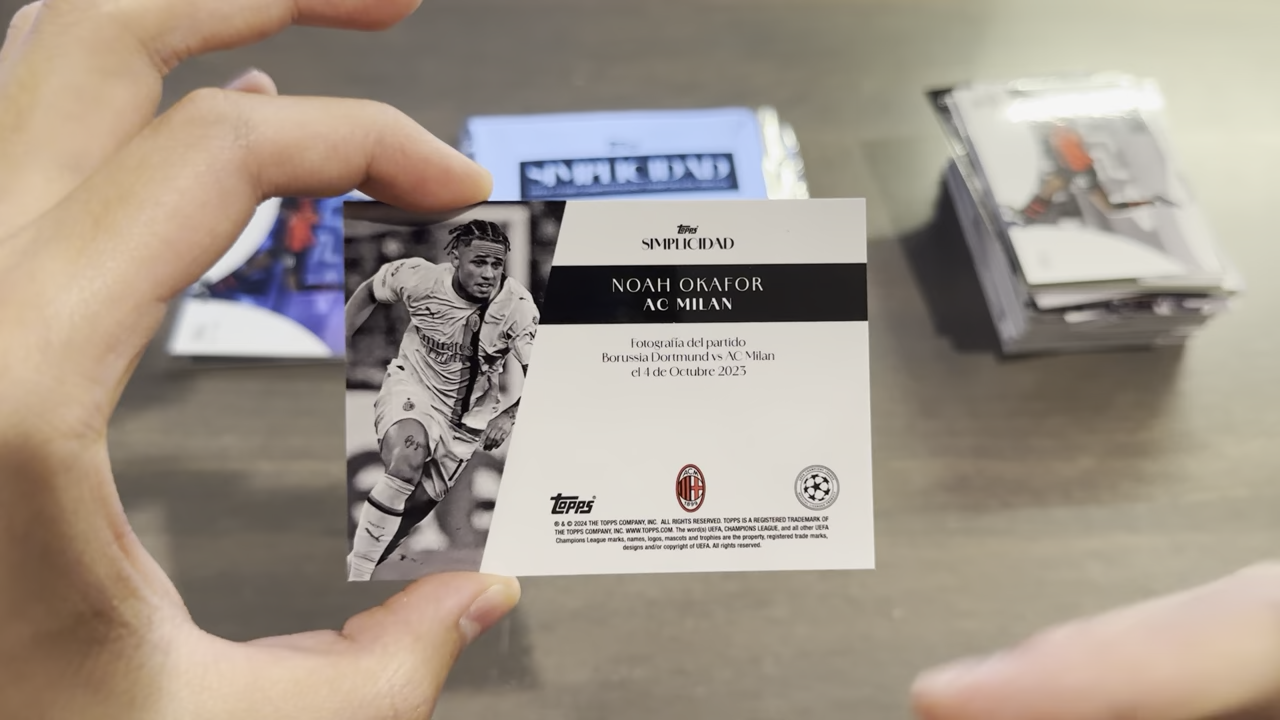 SIMPLICIDAD
Topps
SIMPLICIDAD
NOAH OKAFOR
AC MILAN
Fotografía del partido
Borussia Dortmund vs AC Milan
el 4 de Octubre 2023
Topps®
ACM
1899
® & © 2024 THE TOPPS COMPANY, INC. ALL RIGHTS RESERVED. TOPPS IS A REGISTERED TRADEMARK OF
THE TOPPS COMPANY, INC. WWW.TOPPS.COM. The word(s) UEFA, CHAMPIONS LEAGUE, and all other UEFA
Champions League marks, names, logos, mascots and trophies are the property, registered trade marks,
designs and/or copyright of UEFA. All rights reserved.